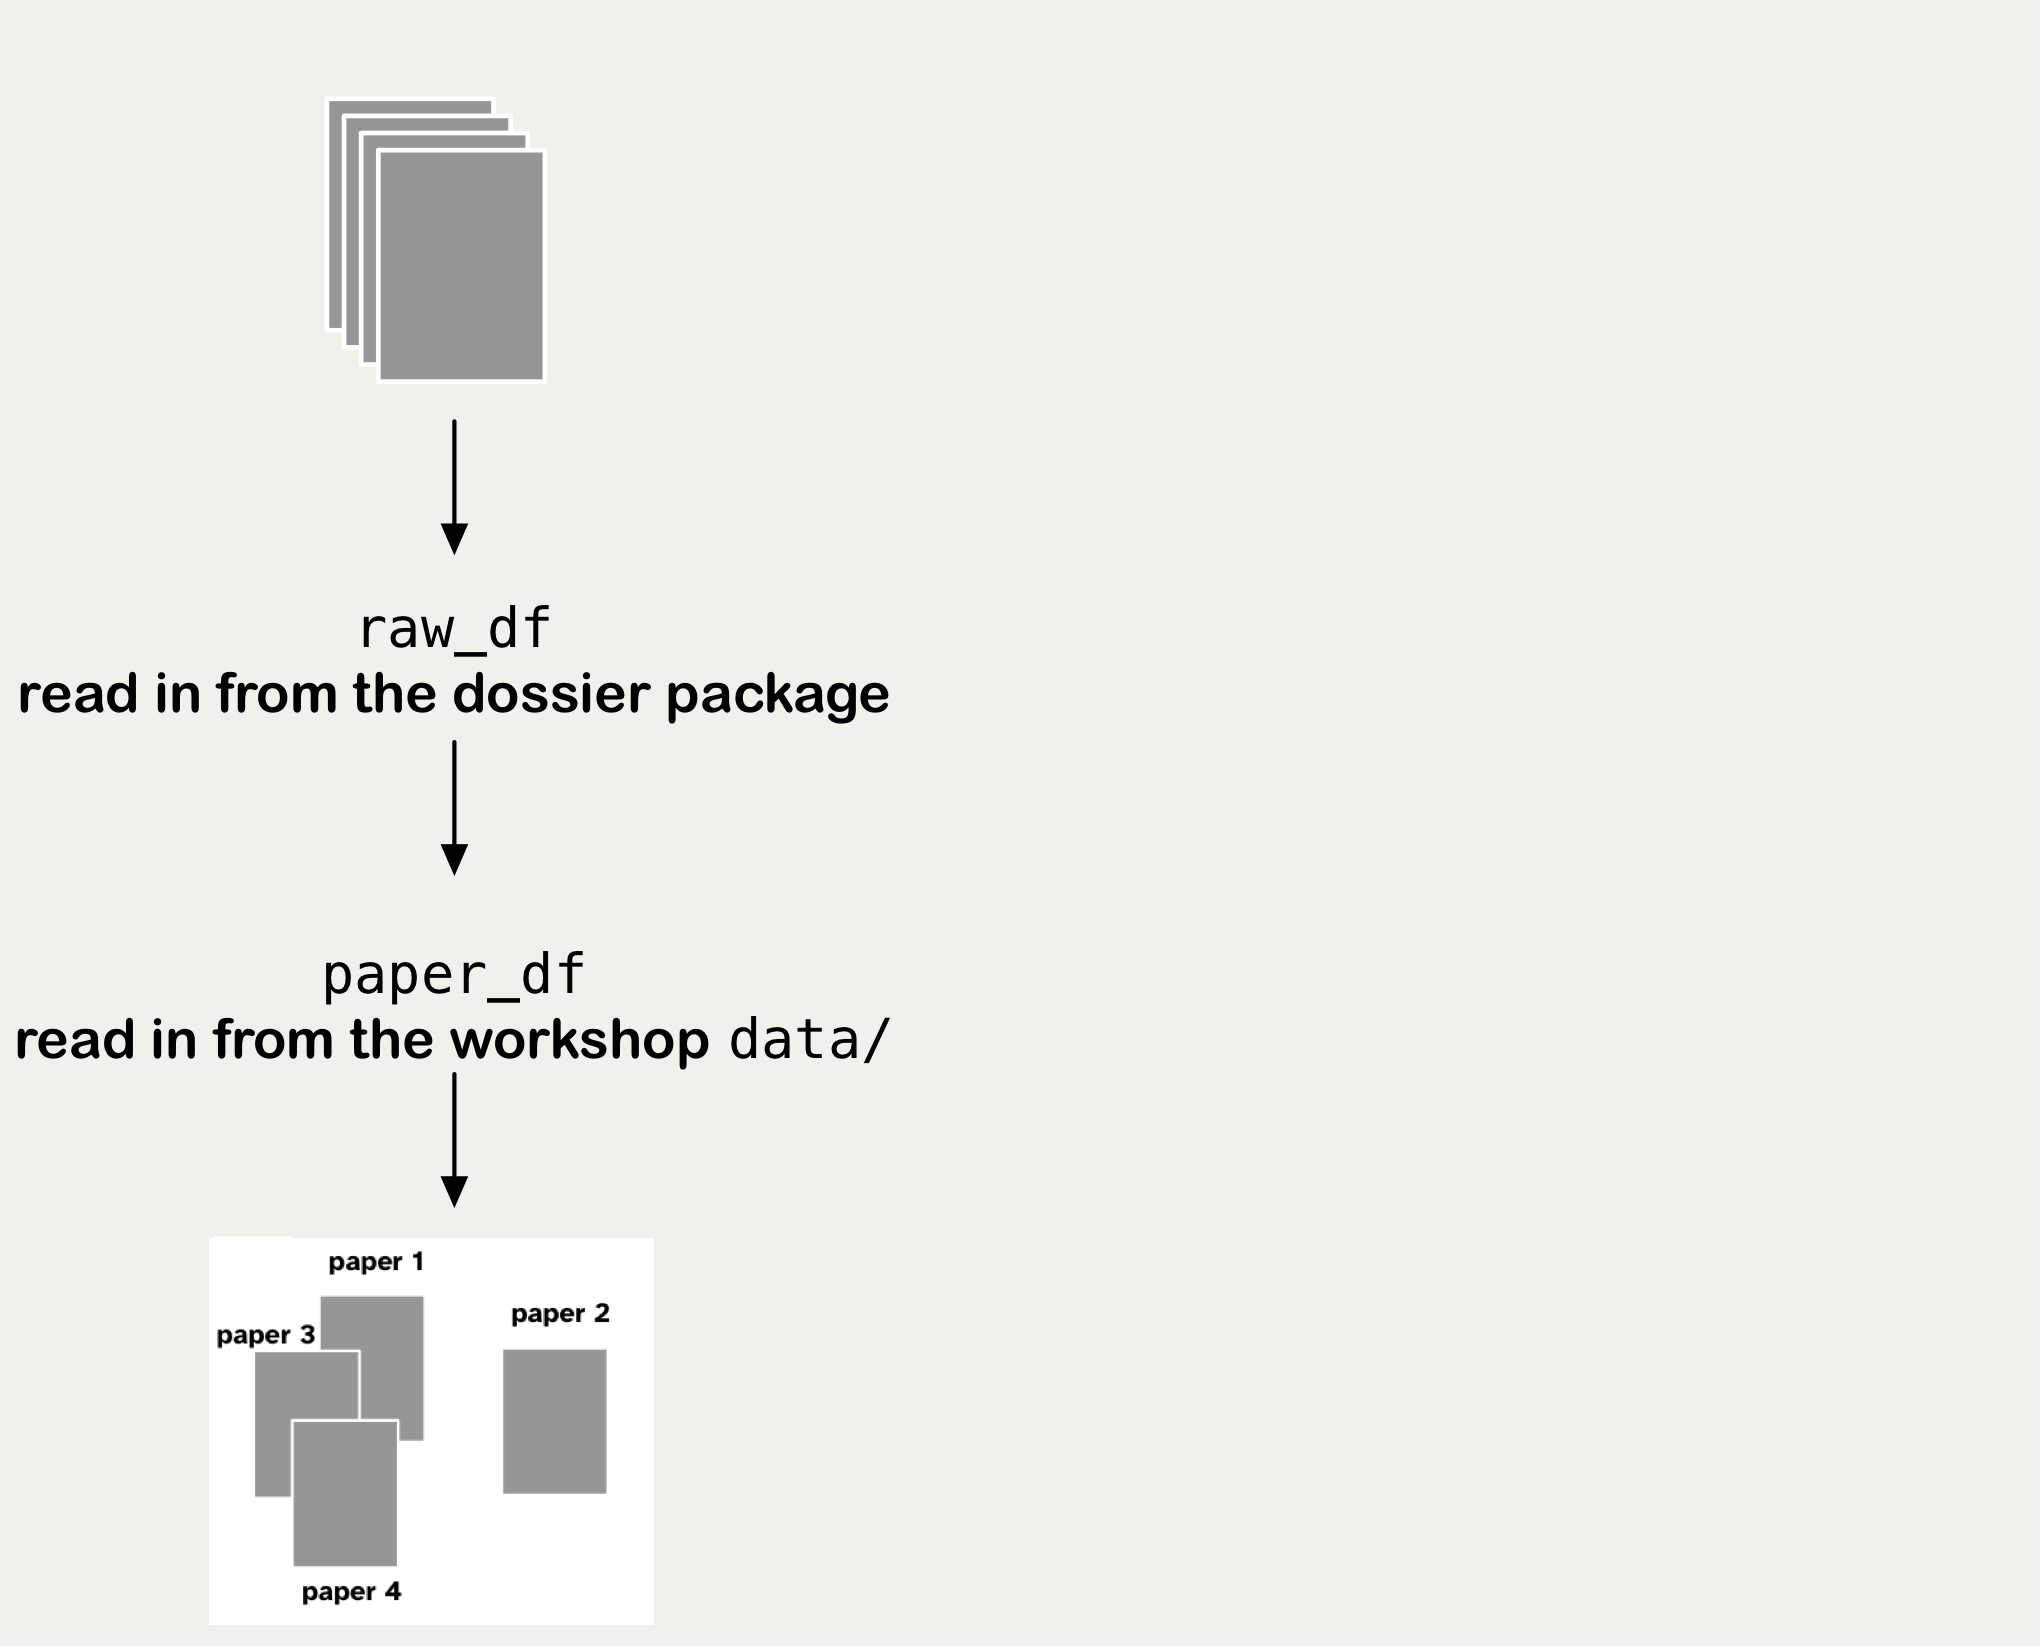 raw_df
read in from the dossier package
paper_df
read in from the workshop data/
paper 1
paper 2
paper 3
paper 4